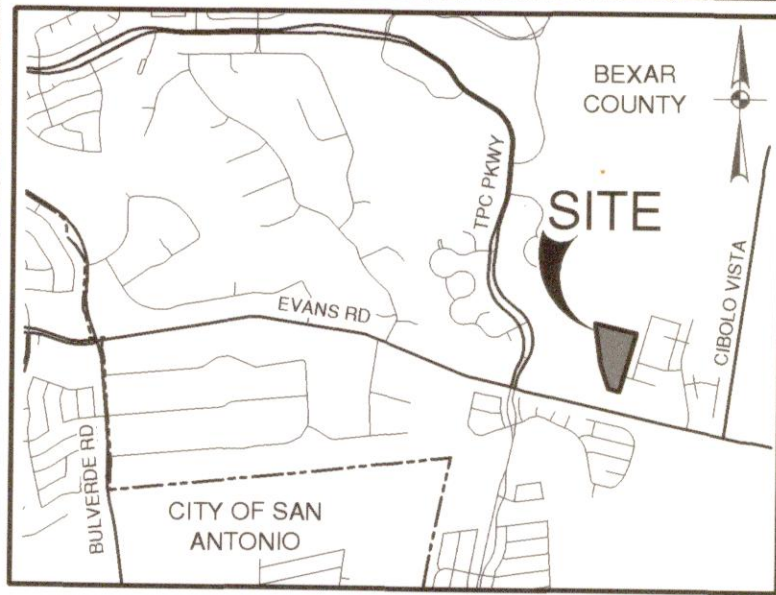 BEXAR
COUNTY
SITE
TPC PKWY
EVANS RD
CIBOLO VISTA
BULVERDE RD
CITY OF SAN
ANTONIO